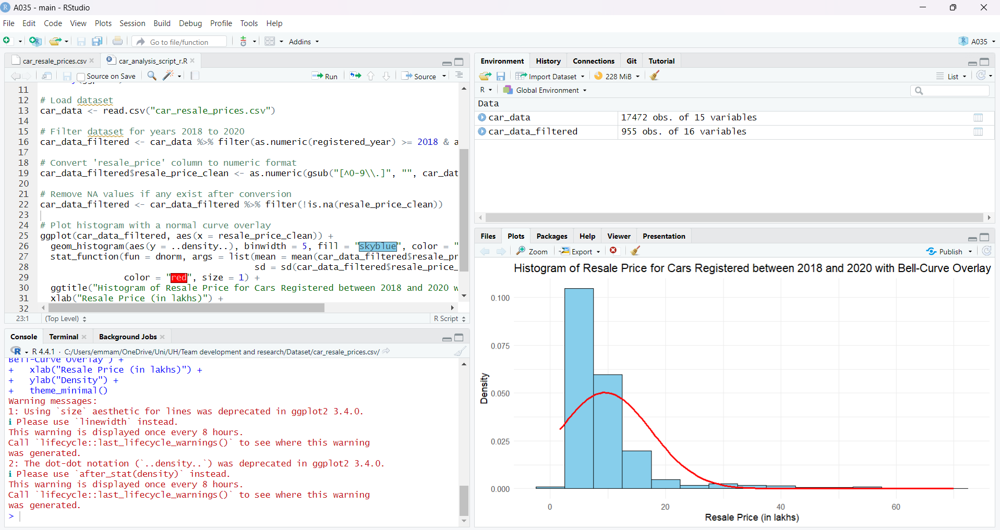 A035 - main - RStudio
File Edit Code View Plots Session Build Debug Profile Tools Help
Go to file/function Addins A035
car_resale_prices.csv car_analysis_script_r.R
Source on Save Run Source
11
12 # Load dataset
13 car_data <- read.csv("car_resale_prices.csv")
14
15 # Filter dataset for years 2018 to 2020
16 car_data_filtered <- car_data %>% filter(as.numeric(registered_year) >= 2018 & a
17
18 # Convert 'resale_price' column to numeric format
19 car_data_filtered$resale_price_clean <- as.numeric(gsub("[^0-9\\.]", "", car_dat
20
21 # Remove NA values if any exist after conversion
22 car_data_filtered <- car_data_filtered %>% filter(!is.na(resale_price_clean))
23
24 # Plot histogram with a normal curve overlay
25 ggplot(car_data_filtered, aes(x = resale_price_clean)) +
26 geom_histogram(aes(y = ..density..), binwidth = 5, fill = "skyblue", color = "
27 stat_function(fun = dnorm, args = list(mean = mean(car_data_filtered$resale_pr
28 sd = sd(car_data_filtered$resale_price_
29 color = "red", size = 1) +
30 ggtitle("Histogram of Resale Price for Cars Registered between 2018 and 2020 w
31 xlab("Resale Price (in lakhs)") +
32
23:1 (Top Level) R Script
Console Terminal Background Jobs
R 4.4.1 · C:/Users/emmam/OneDrive/Uni/UH/Team development and research/Dataset/car_resale_prices.csv/
Bell-Curve Overlay") +
+ xlab("Resale Price (in lakhs)") +
+ ylab("Density") +
+ theme_minimal()
Warning messages:
1: Using `size` aesthetic for lines was deprecated in ggplot2 3.4.0.
ℹ Please use `linewidth` instead.
This warning is displayed once every 8 hours.
Call `lifecycle::last_lifecycle_warnings()` to see where this warning
was generated.
2: The dot-dot notation (`..density..`) was deprecated in ggplot2 3.4.0.
ℹ Please use `after_stat(density)` instead.
This warning is displayed once every 8 hours.
Call `lifecycle::last_lifecycle_warnings()` to see where this warning
was generated.
>
Environment History Connections Git Tutorial
Import Dataset 228 MiB List
R Global Environment
Data
car_data 17472 obs. of 15 variables
car_data_filtered 955 obs. of 16 variables
Files Plots Packages Help Viewer Presentation
Zoom Export Publish
Histogram of Resale Price for Cars Registered between 2018 and 2020 with Bell-Curve Overlay
0.100
0.075
0.050
0.025
0.000
Density
0 20 40 60
Resale Price (in lakhs)